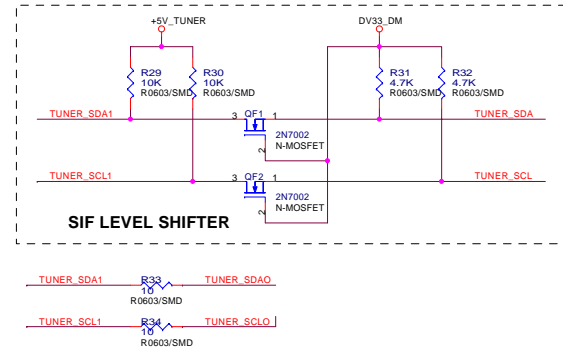 +5V_TUNER
DV33_DM
R29
10K
R0603/SMD
R30
10K
R0603/SMD
R31
4.7K
R0603/SMD
R32
4.7K
R0603/SMD
TUNER_SDA1
3
QF1
1
TUNER_SDA
2
2N7002
N-MOSFET
TUNER_SCL1
3
QF2
1
TUNER_SCL
2
2N7002
N-MOSFET
SIF LEVEL SHIFTER
TUNER_SDA1
R33
10
R0603/SMD
TUNER_SDAO
TUNER_SCL1
R34
10
R0603/SMD
TUNER_SCLO